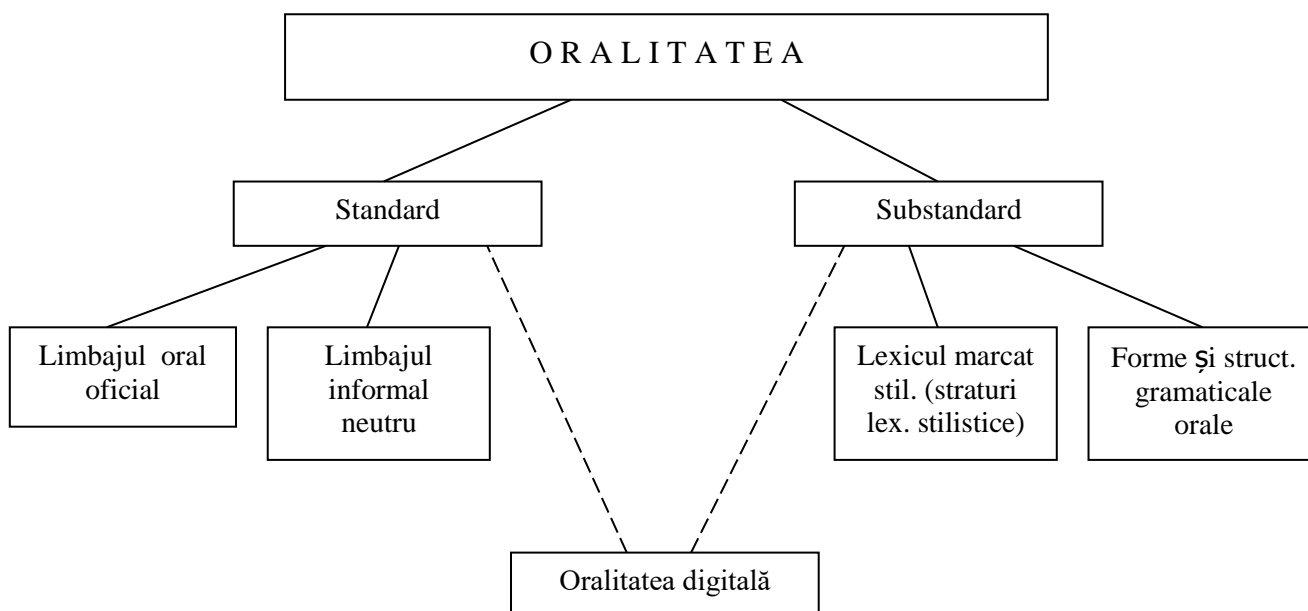 O R A L I T A T E A
Standard
Substandard
Limbajul oral
oficial
Limbajul
informal
neutru
Lexicul marcat
stil. (straturi
lex. stilistice)
Forme și struct.
gramaticale
orale
Oralitatea digitală